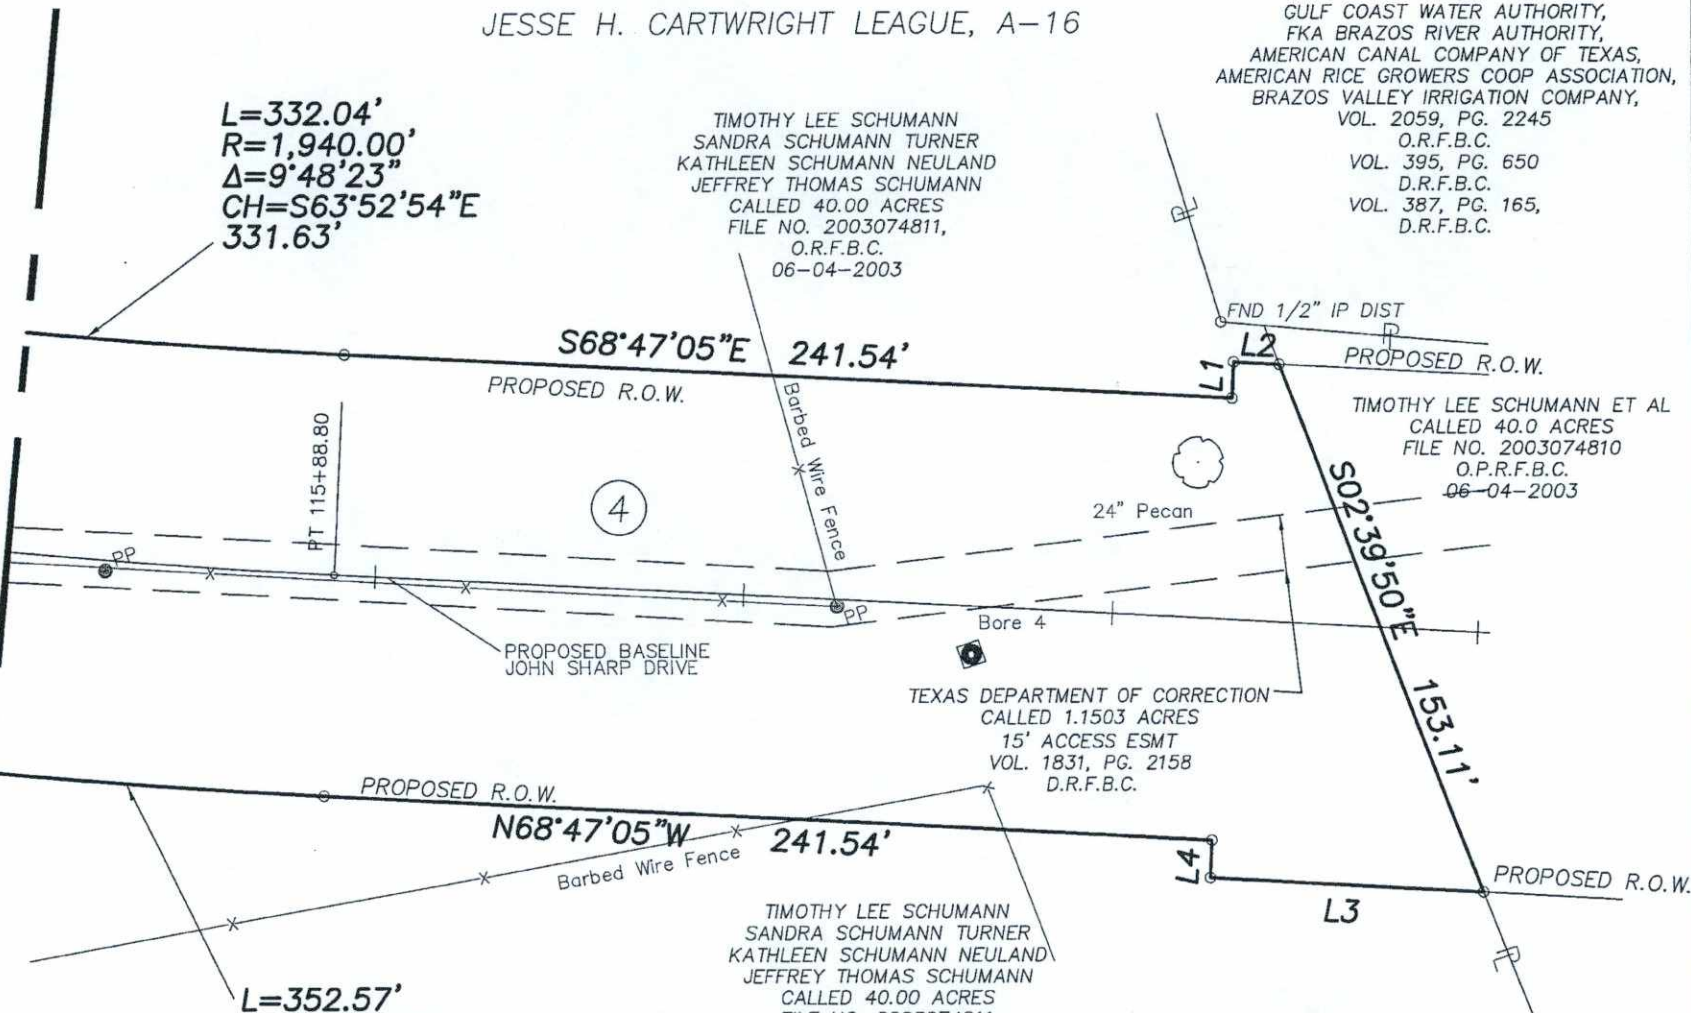 JESSE H. CARTWRIGHT LEAGUE, A-16
GULF COAST WATER AUTHORITY,
FKA BRAZOS RIVER AUTHORITY,
AMERICAN CANAL COMPANY OF TEXAS,
AMERICAN RICE GROWERS COOP ASSOCIATION,
BRAZOS VALLEY IRRIGATION COMPANY,
VOL. 2059, PG. 2245
O.R.F.B.C.
VOL. 395, PG. 650
D.R.F.B.C.
VOL. 387, PG. 165,
D.R.F.B.C.
L=332.04'
R=1,940.00'
Δ=9°48'23"
CH=S63°52'54"E
331.63'
TIMOTHY LEE SCHUMANN
SANDRA SCHUMANN TURNER
KATHLEEN SCHUMANN NEULAND
JEFFREY THOMAS SCHUMANN
CALLED 40.00 ACRES
FILE NO. 2003074811,
O.R.F.B.C.
06-04-2003
PL
FND 1/2" IP DIST
PL
S68°47'05"E 241.54'
L1
L2
PROPOSED R.O.W.
PROPOSED R.O.W.
TIMOTHY LEE SCHUMANN ET AL
CALLED 40.0 ACRES
FILE NO. 2003074810
O.P.R.F.B.C.
06-04-2003
PT 115+88.80
4
Barbed Wire Fence
24" Pecan
S02°39'50"E 153.11'
PP
PP
Bore 4
PROPOSED BASELINE
JOHN SHARP DRIVE
TEXAS DEPARTMENT OF CORRECTION
CALLED 1.1503 ACRES
15' ACCESS ESMT
VOL. 1831, PG. 2158
D.R.F.B.C.
PROPOSED R.O.W.
N68°47'05"W 241.54'
Barbed Wire Fence
L4
L3
PROPOSED R.O.W.
PL
TIMOTHY LEE SCHUMANN
SANDRA SCHUMANN TURNER
KATHLEEN SCHUMANN NEULAND
JEFFREY THOMAS SCHUMANN
CALLED 40.00 ACRES
L=352.57'